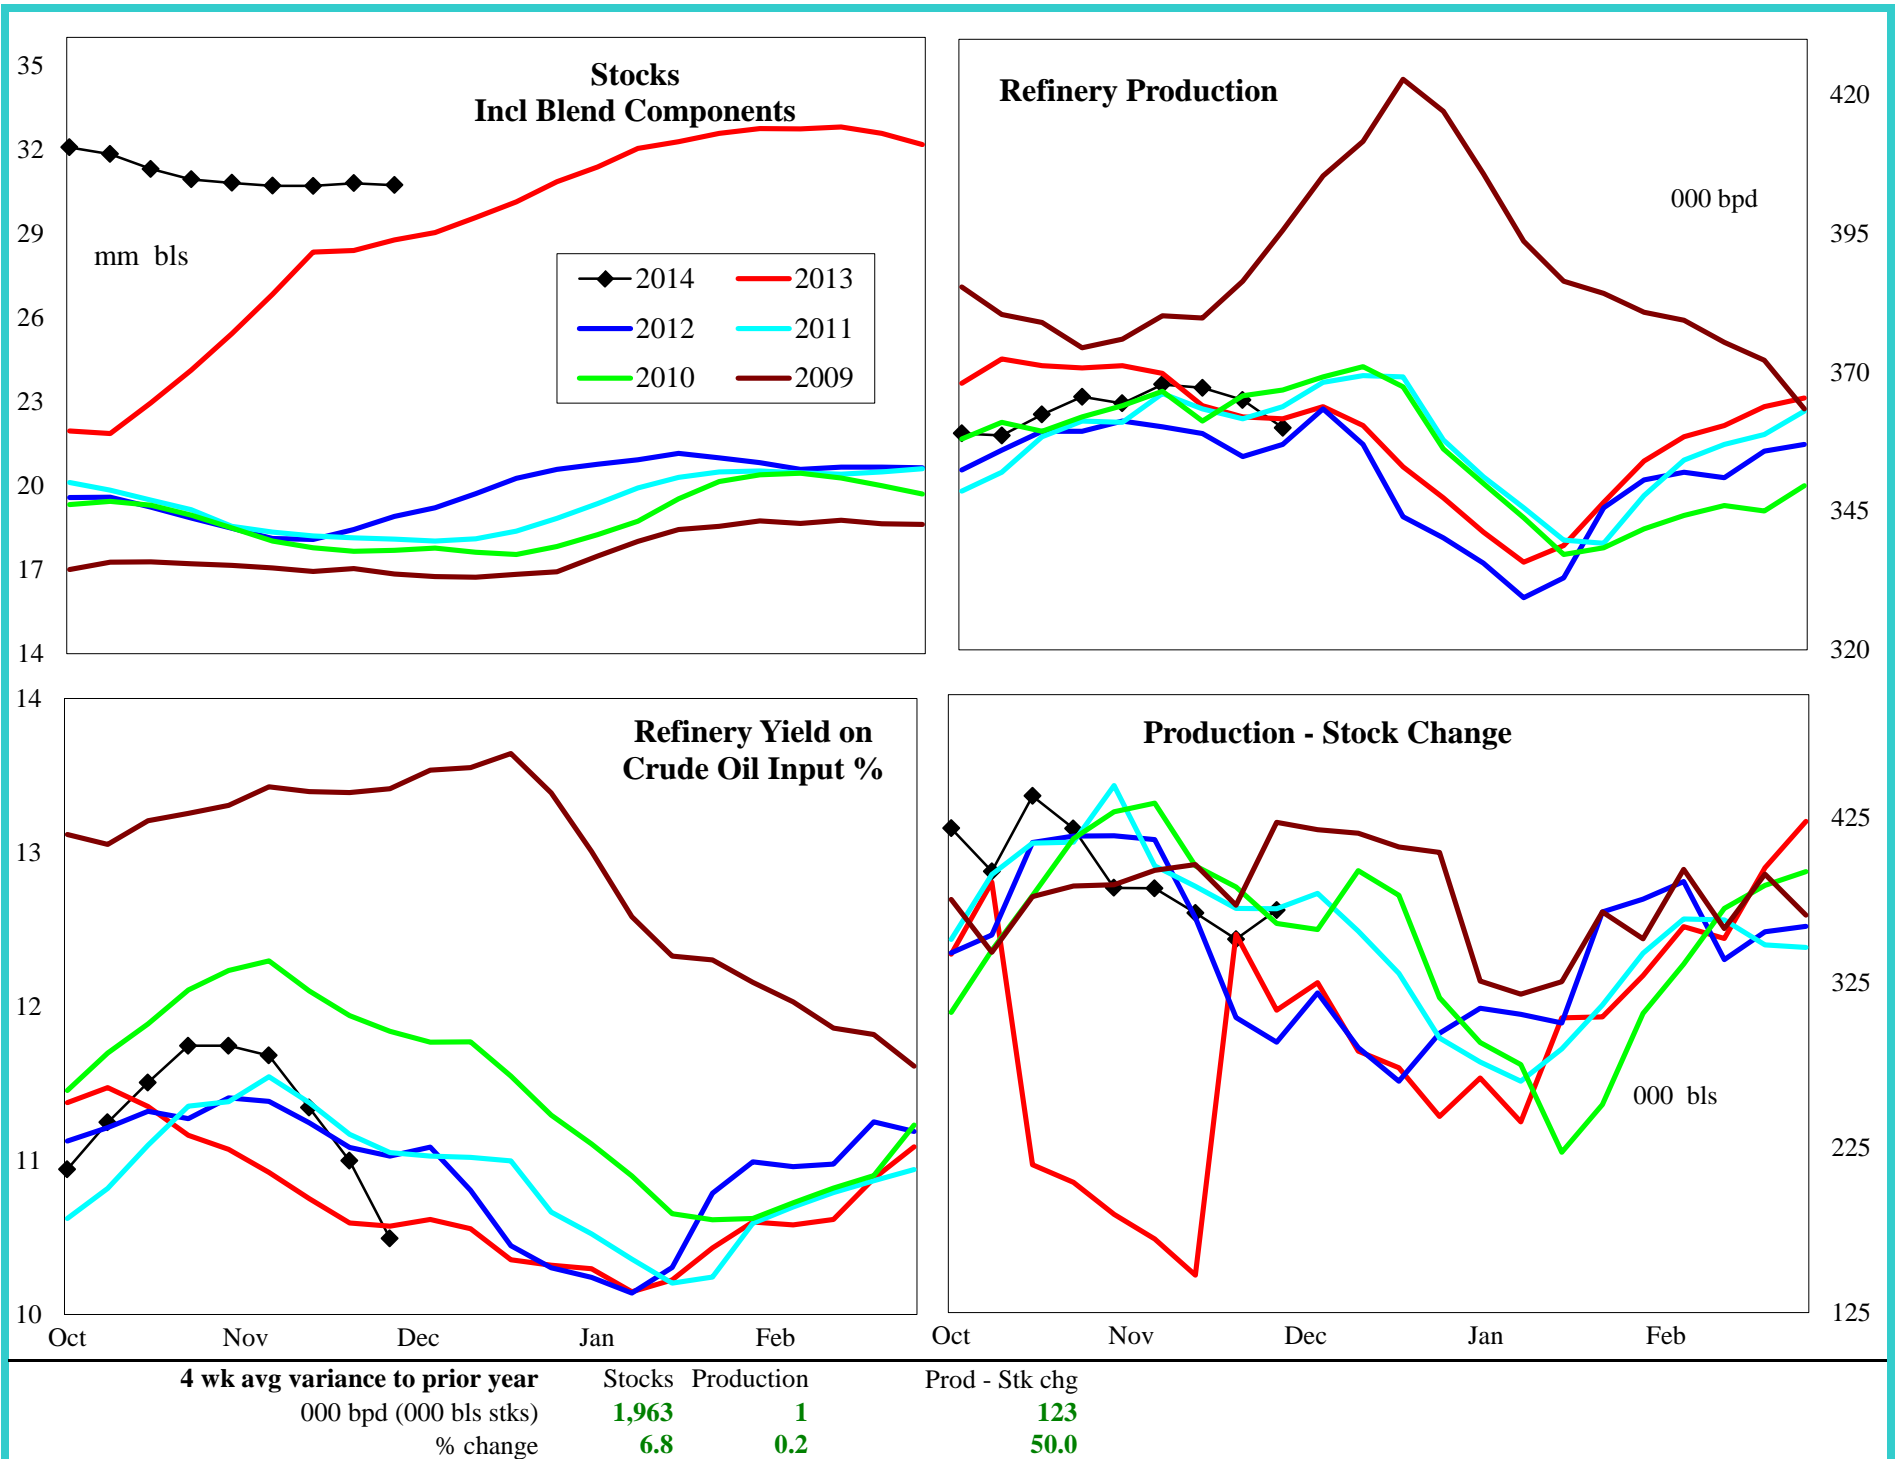 Stocks
Incl Blend Components
35
32
29
26
23
20
17
14
mm bls
2014 2013
2012 2011
2010 2009
Refinery Production
000 bpd
420
395
370
345
320
Refinery Yield on
Crude Oil Input %
14
13
12
11
10
Oct Nov Dec Jan Feb
Production - Stock Change
425
325
225
125
000 bls
Oct Nov Dec Jan Feb
4 wk avg variance to prior year Stocks Production Prod - Stk chg
000 bpd (000 bls stks) 1,963 1 123
% change 6.8 0.2 50.0